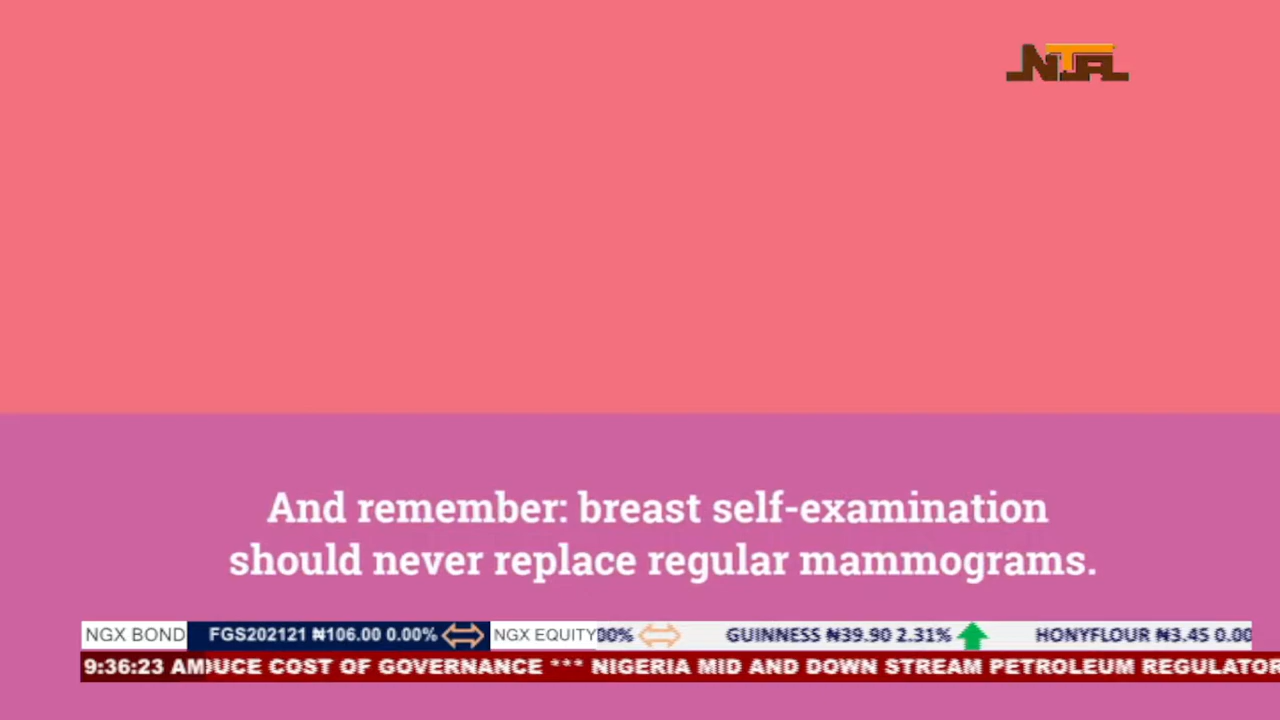 NTA
And remember: breast self-examination
should never replace regular mammograms.
NGX BOND FGS202121 ₦106.00 0.00% NGX EQUITY 00% GUINNESS ₦39.90 2.31% HONYFLOUR ₦3.45 0.00
9:36:23 AM UCE COST OF GOVERNANCE *** NIGERIA MID AND DOWN STREAM PETROLEUM REGULATOR